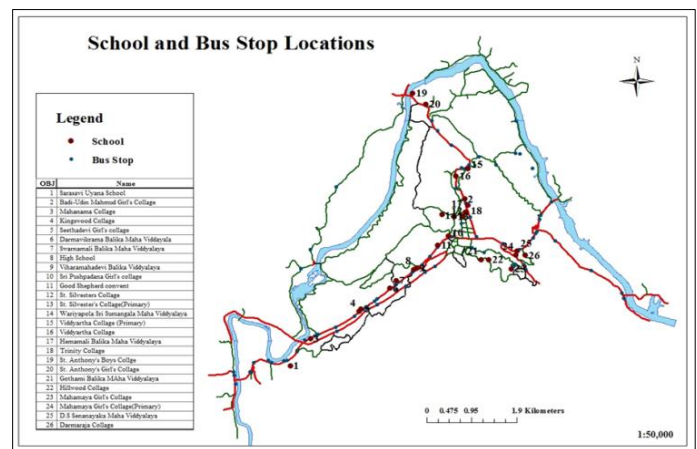 School and Bus Stop Locations
N
Legend
School
Bus Stop
OBJ Name
1 Sarasavi Uyana School
2 Badi-Udin Mahmud Girl's Collage
3 Mahanama Collage
4 Kingswood Collage
5 Seethadevi Girl's collage
6 Darmavikrama Balika Maha Viddayala
7 Swarnamali Balika Maha Viddyalaya
8 High School
9 Viharamahadevi Balika Viddyalaya
10 Sri Pushpadana Girl's collage
11 Good Shepherd convent
12 St. Silvesters Collage
13 St. Silvester's Collage(Primary)
14 Wariyapola Sri Sumangala Maha Viddyalaya
15 Viddyartha Collage (Primary)
16 Viddyartha Collage
17 Hemamali Balika Maha Viddyalaya
18 Trinity Collage
19 St. Anthony's Boys Collge
20 St. Anthony's Girl's Collage
21 Gothami Balika MAha Viddyalaya
22 Hillwood Collage
23 Mahamaya Girl's Collage
24 Mahamaya Girl's Collage(Primary)
25 D.S Senanayaka Maha Viddyalaya
26 Darmaraja Collage
19
20
15
16
2
17
18
10
11
8
7
4
1
22
24
25
26
23
0 0.475 0.95 1.9 Kilometers
1:50,000